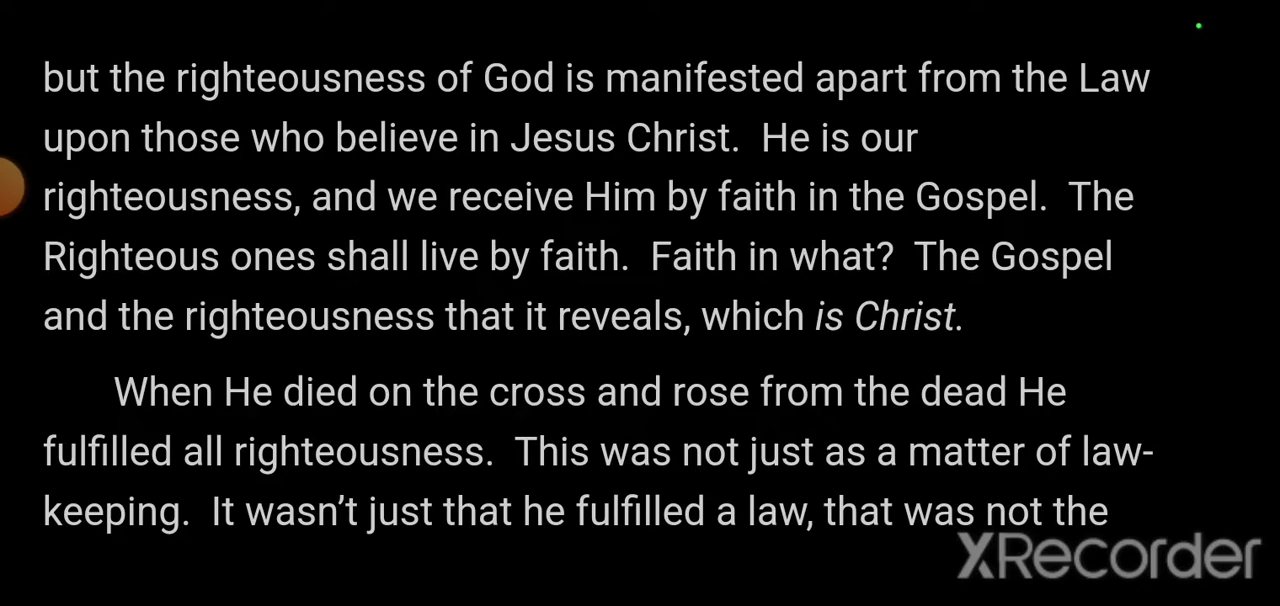 but the righteousness of God is manifested apart from the Law
upon those who believe in Jesus Christ.  He is our
righteousness, and we receive Him by faith in the Gospel.  The
Righteous ones shall live by faith.  Faith in what?  The Gospel
and the righteousness that it reveals, which is Christ.
When He died on the cross and rose from the dead He
fulfilled all righteousness.  This was not just as a matter of law-
keeping.  It wasn’t just that he fulfilled a law, that was not the
XRecorder